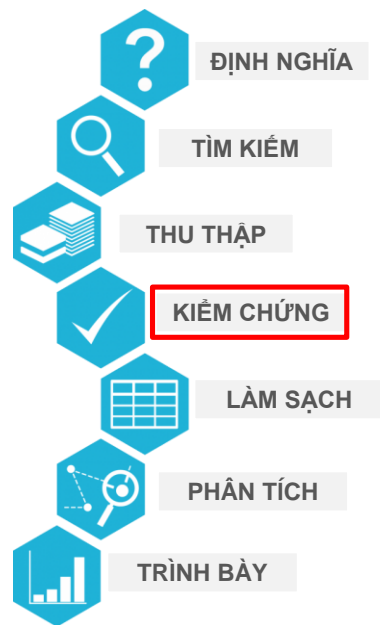 ĐỊNH NGHĨA
TÌM KIẾM
THU THẬP
KIỂM CHỨNG
LÀM SẠCH
PHÂN TÍCH
TRÌNH BÀY